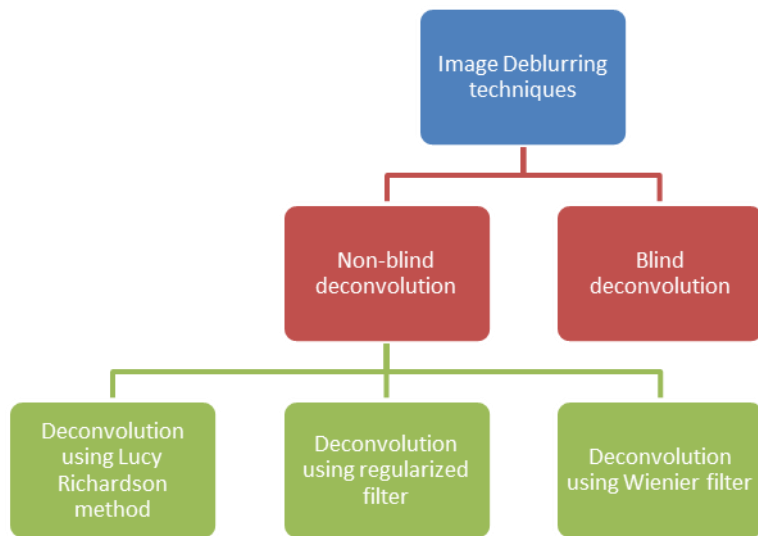 Image Deblurring
techniques
Non-blind
deconvolution
Blind
deconvolution
Deconvolution
using Lucy
Richardson
method
Deconvolution
using regularized
filter
Deconvolution
using Wienier filter